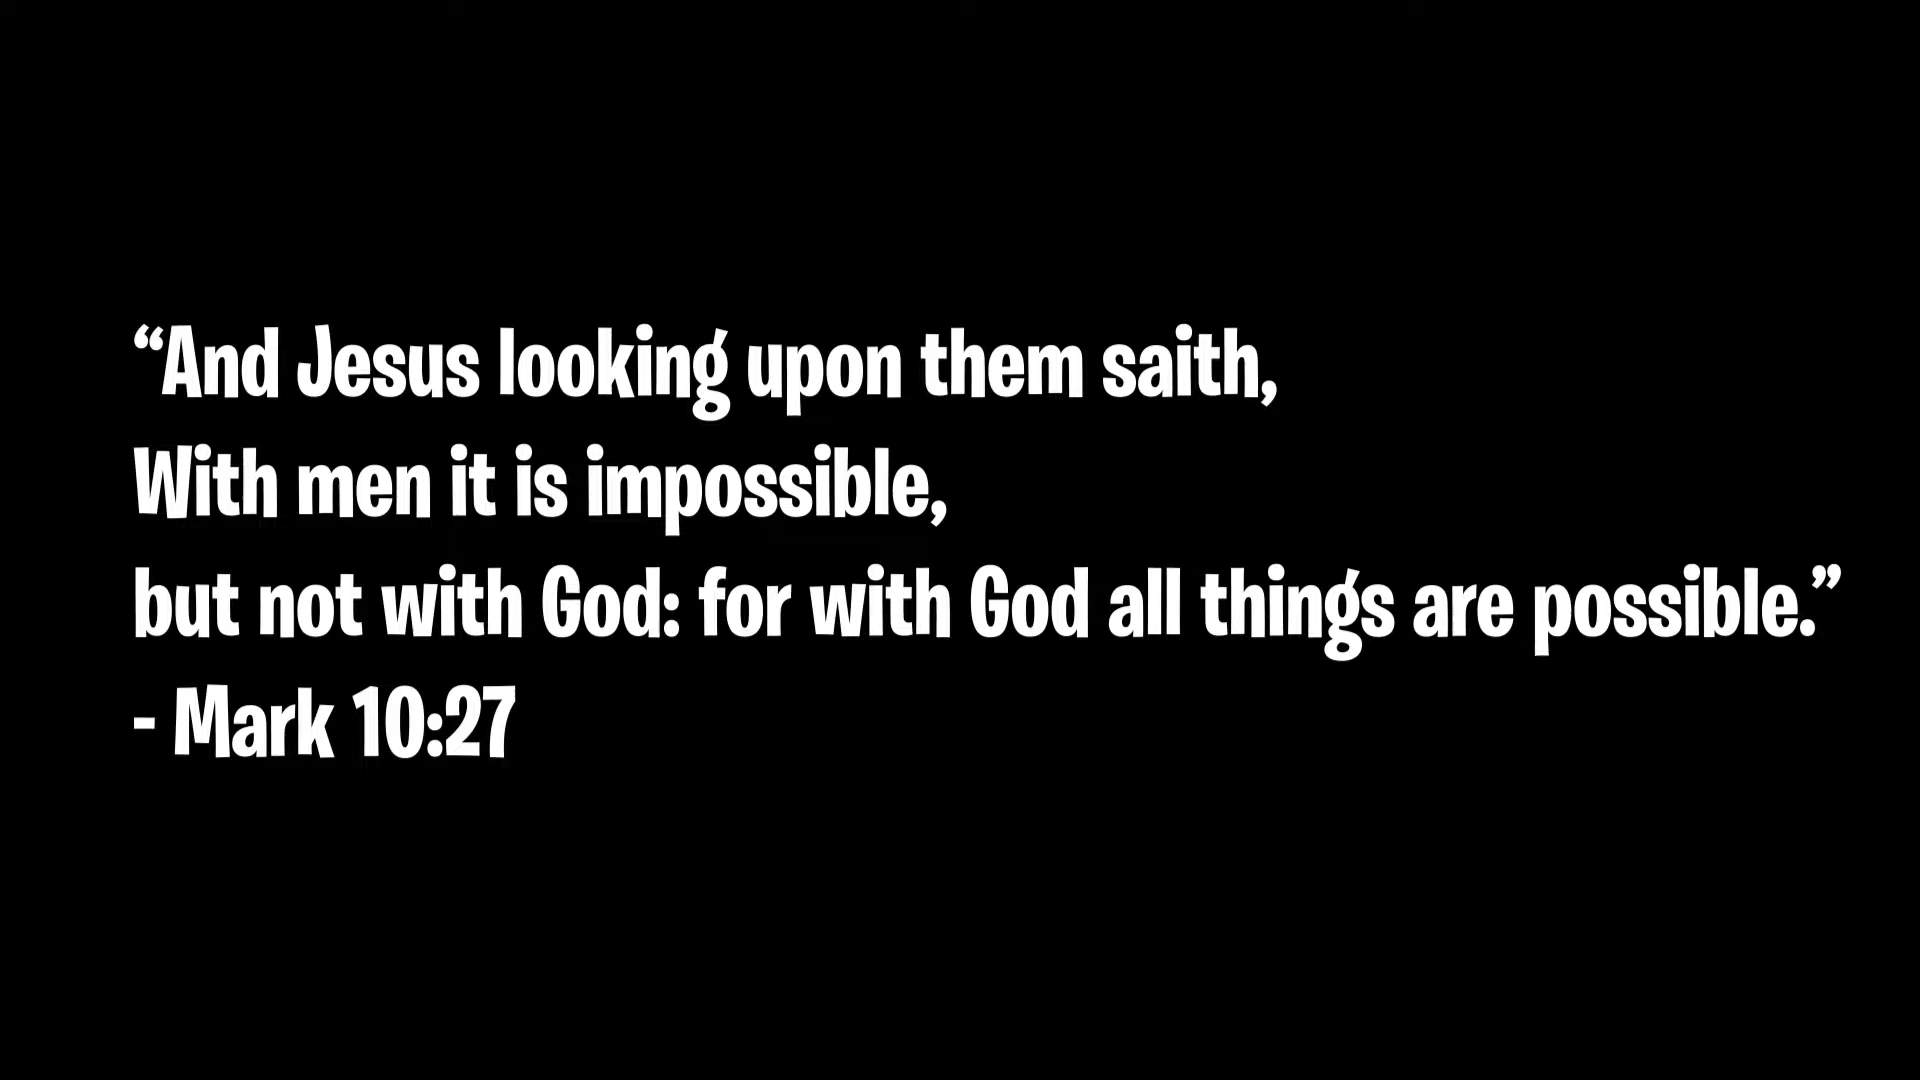 “And Jesus looking upon them saith,
With men it is impossible,
but not with God: for with God all things are possible.”
- Mark 10:27